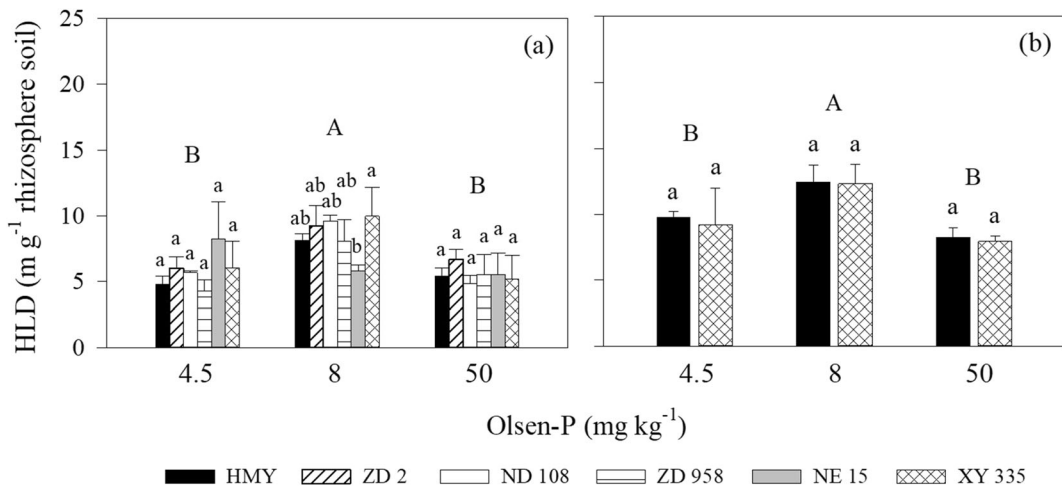 HLD (m g⁻¹ rhizosphere soil)
25
20
15
10
5
0
(a)
B
a
a
a
a
a
a
A
ab
ab
ab
ab
b
a
B
a
a
a
a
a
a
4.5
8
50
(b)
B
a
a
A
a
a
B
a
a
4.5
8
50
Olsen-P (mg kg⁻¹)
HMY ZD 2 ND 108 ZD 958 NE 15 XY 335